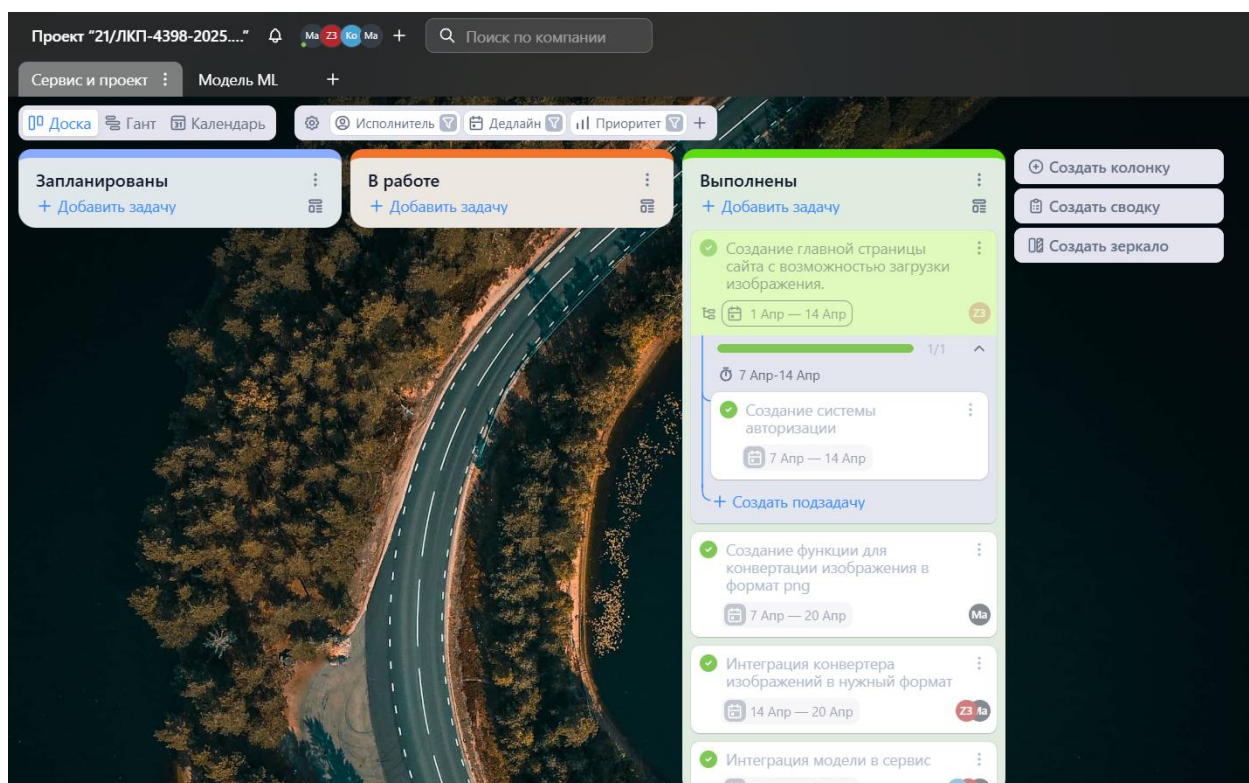 Проект “21/ЛКП-4398-2025....” Ma Z3 Ko Ma + Поиск по компании
Сервис и проект Модель ML +
Доска Гант Календарь Исполнитель Дедлайн Приоритет +
Запланированы
+ Добавить задачу
В работе
+ Добавить задачу
Выполнены
+ Добавить задачу
Создание главной страницы
сайта с возможностью загрузки
изображения.
1 Апр — 14 Апр Z3
1/1
7 Апр-14 Апр
Создание системы
авторизации
7 Апр — 14 Апр
+ Создать подзадачу
Создание функции для
конвертации изображения в
формат png
7 Апр — 20 Апр Ma
Интеграция конвертера
изображений в нужный формат
14 Апр — 20 Апр Z3
Интеграция модели в сервис
Создать колонку
Создать сводку
Создать зеркало